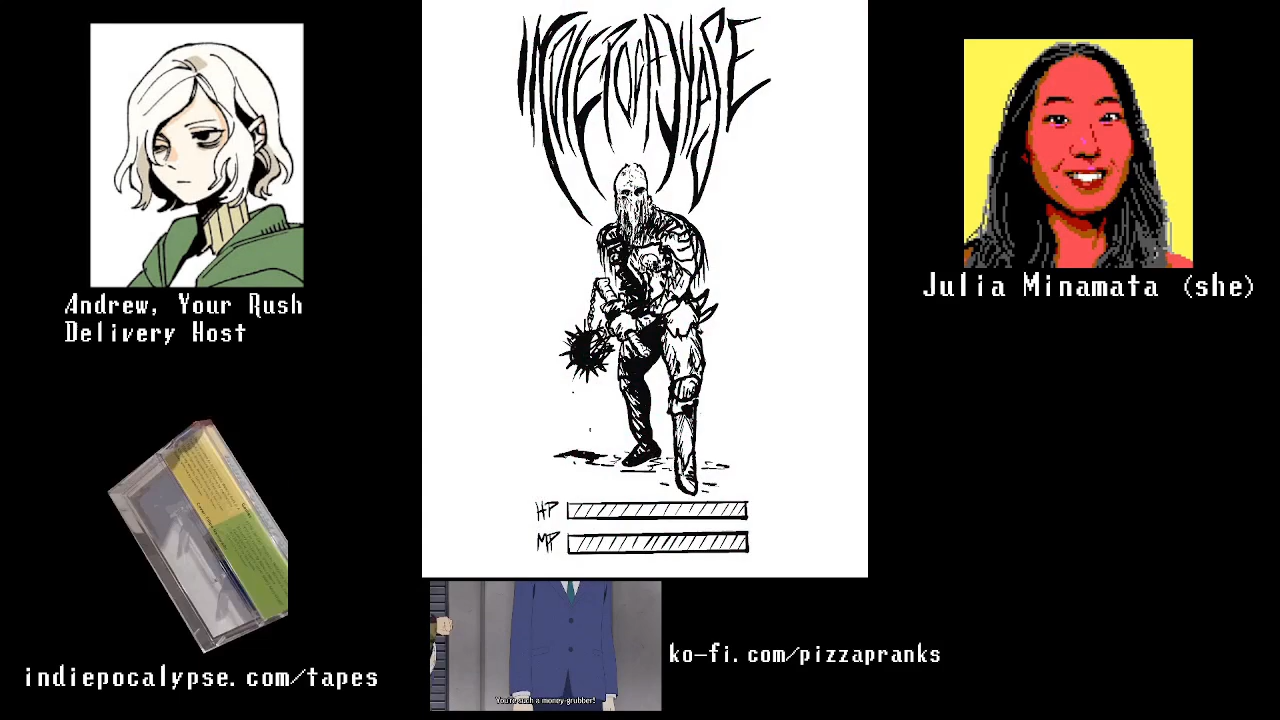 INDIEPOCALYPSE
Andrew, Your Rush
Delivery Host
Julia Minamata (she)
HP
MP
You're such a money-grubber!
ko-fi.com/pizzapranks
indiepocalypse.com/tapes